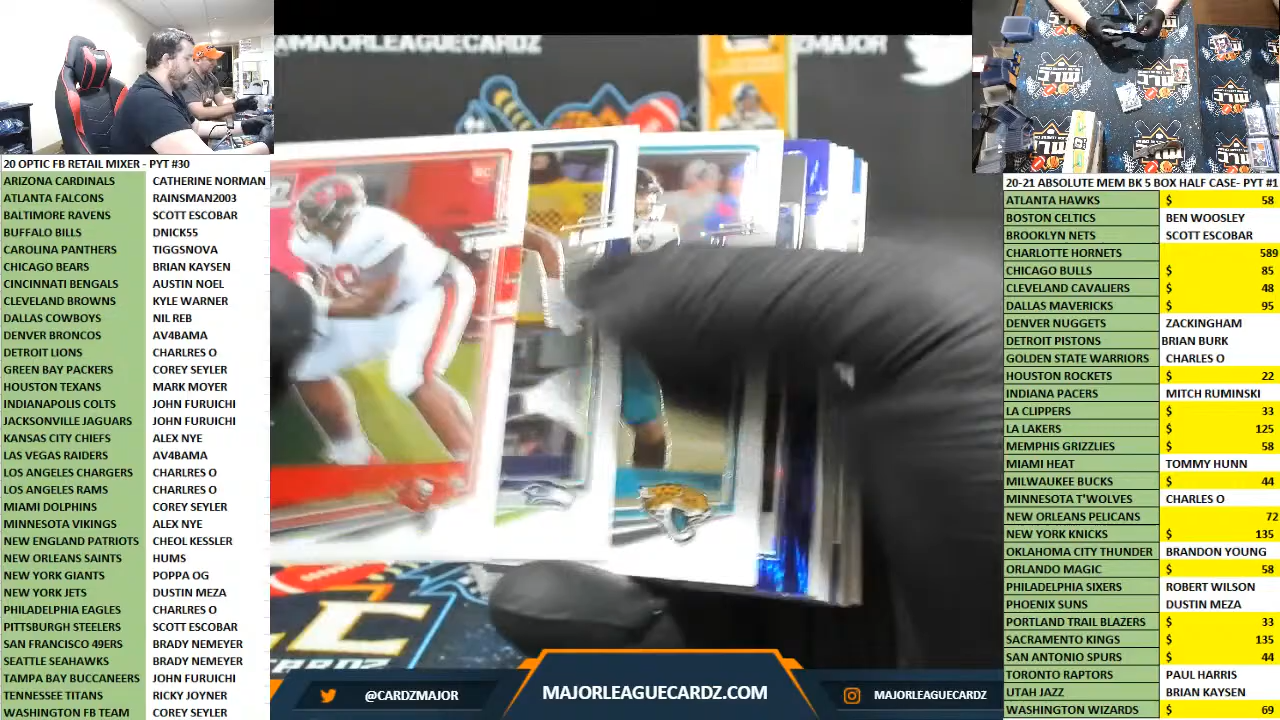 @MAJORLEAGUECARDZ
ZMAJOR
20 OPTIC FB RETAIL MIXER - PYT #30
ARIZONA CARDINALS CATHERINE NORMAN
ATLANTA FALCONS RAINSMAN2003
BALTIMORE RAVENS SCOTT ESCOBAR
BUFFALO BILLS DNICK55
CAROLINA PANTHERS TIGGSNOVA
CHICAGO BEARS BRIAN KAYSEN
CINCINNATI BENGALS AUSTIN NOEL
CLEVELAND BROWNS KYLE WARNER
DALLAS COWBOYS NIL REB
DENVER BRONCOS AV4BAMA
DETROIT LIONS CHARLRES O
GREEN BAY PACKERS COREY SEYLER
HOUSTON TEXANS MARK MOYER
INDIANAPOLIS COLTS JOHN FURUICHI
JACKSONVILLE JAGUARS JOHN FURUICHI
KANSAS CITY CHIEFS ALEX NYE
LAS VEGAS RAIDERS AV4BAMA
LOS ANGELES CHARGERS CHARLRES O
LOS ANGELES RAMS CHARLRES O
MIAMI DOLPHINS COREY SEYLER
MINNESOTA VIKINGS ALEX NYE
NEW ENGLAND PATRIOTS CHEOL KESSLER
NEW ORLEANS SAINTS HUMS
NEW YORK GIANTS POPPA OG
NEW YORK JETS DUSTIN MEZA
PHILADELPHIA EAGLES CHARLRES O
PITTSBURGH STEELERS SCOTT ESCOBAR
SAN FRANCISCO 49ERS BRADY NEMEYER
SEATTLE SEAHAWKS BRADY NEMEYER
TAMPA BAY BUCCANEERS JOHN FURUICHI
TENNESSEE TITANS RICKY JOYNER
WASHINGTON FB TEAM COREY SEYLER
20-21 ABSOLUTE MEM BK 5 BOX HALF CASE- PYT #1
ATLANTA HAWKS $ 58
BOSTON CELTICS BEN WOOSLEY
BROOKLYN NETS SCOTT ESCOBAR
CHARLOTTE HORNETS 589
CHICAGO BULLS $ 85
CLEVELAND CAVALIERS $ 48
DALLAS MAVERICKS $ 95
DENVER NUGGETS ZACKINGHAM
DETROIT PISTONS BRIAN BURK
GOLDEN STATE WARRIORS CHARLES O
HOUSTON ROCKETS $ 22
INDIANA PACERS MITCH RUMINSKI
LA CLIPPERS $ 33
LA LAKERS $ 125
MEMPHIS GRIZZLIES $ 58
MIAMI HEAT TOMMY HUNN
MILWAUKEE BUCKS $ 44
MINNESOTA T'WOLVES CHARLES O
NEW ORLEANS PELICANS 72
NEW YORK KNICKS $ 135
OKLAHOMA CITY THUNDER BRANDON YOUNG
ORLANDO MAGIC $ 58
PHILADELPHIA SIXERS ROBERT WILSON
PHOENIX SUNS DUSTIN MEZA
PORTLAND TRAIL BLAZERS $ 33
SACRAMENTO KINGS $ 135
SAN ANTONIO SPURS $ 44
TORONTO RAPTORS PAUL HARRIS
UTAH JAZZ BRIAN KAYSEN
WASHINGTON WIZARDS $ 69
@CARDZMAJOR
MAJORLEAGUECARDZ.COM
MAJORLEAGUECARDZ